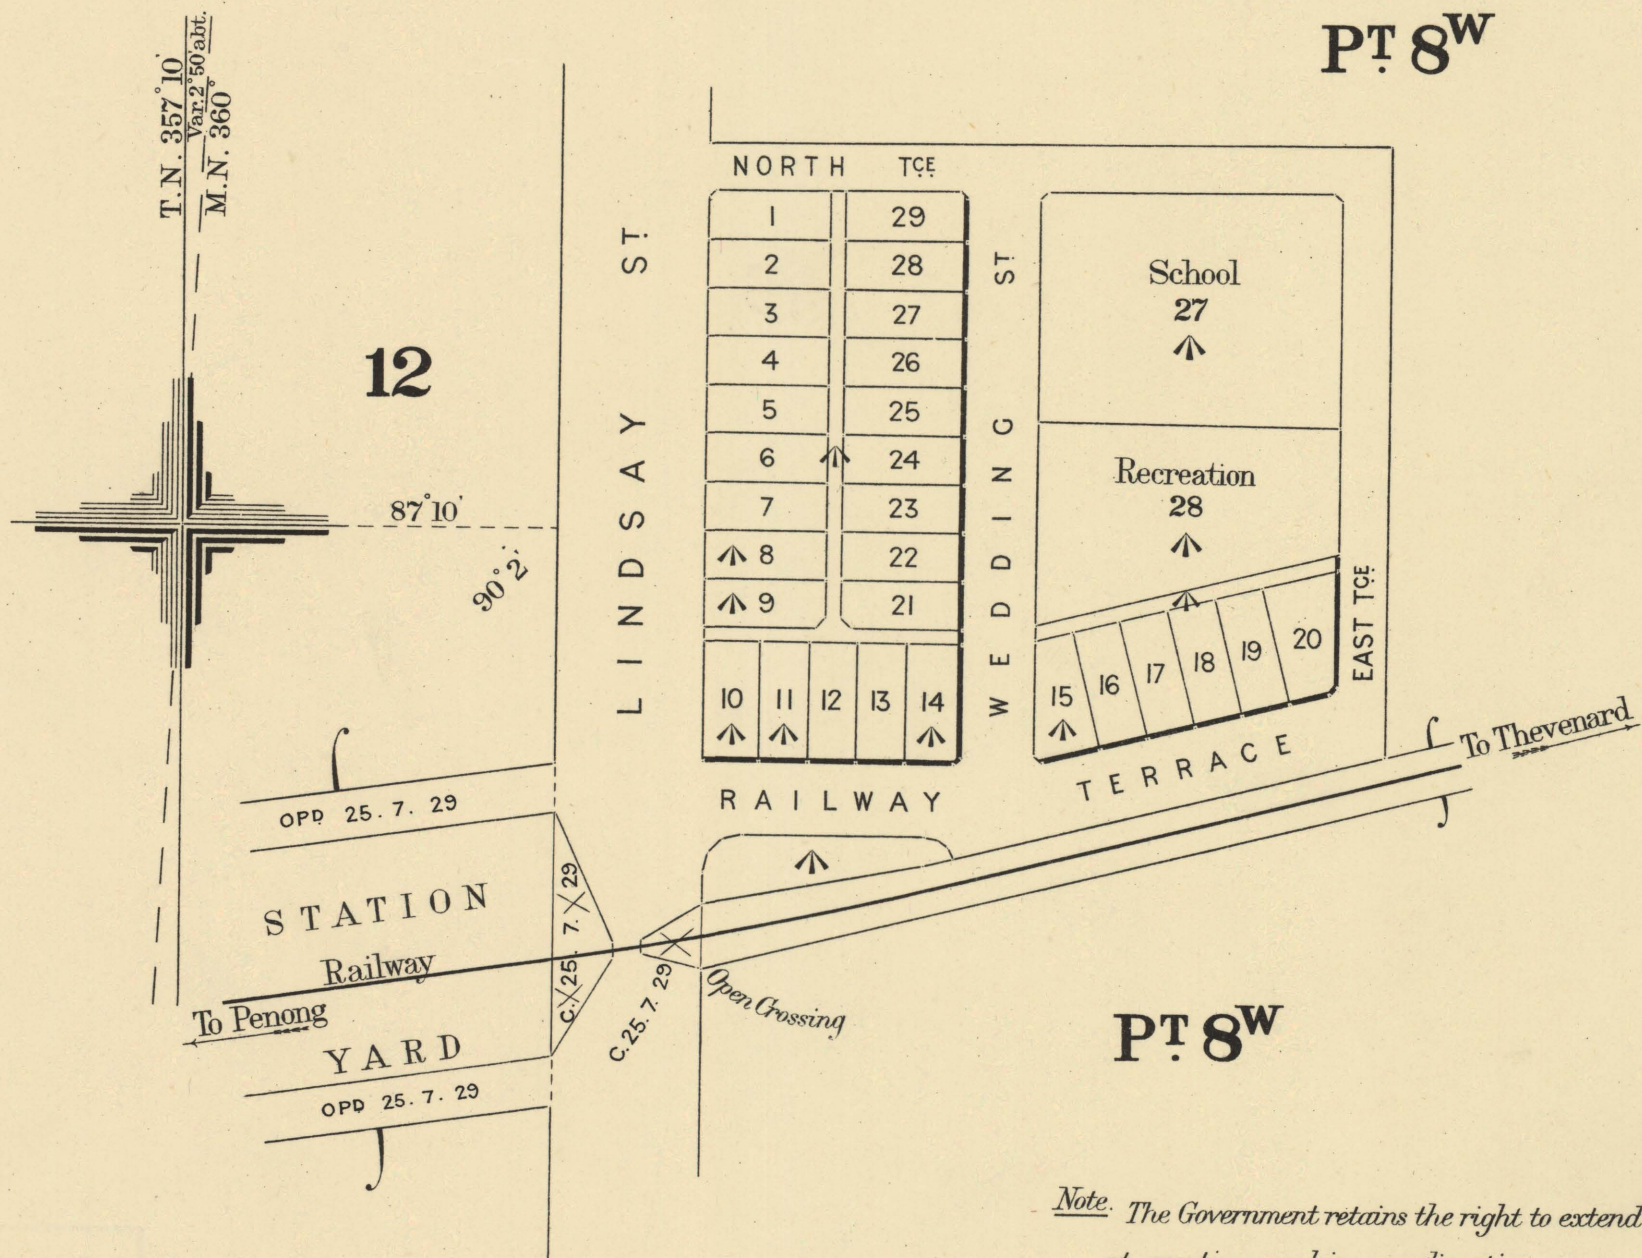 PT. 8W
T.N. 357°10'
Var. 2°50' abt.
M.N. 360°
NORTH TCE
12
87°10'
90°2'
LINDSAY ST.
1
29
2
28
3
27
4
26
5
25
6
24
7
23
8
22
9
21
10 11 12 13 14
WEDDING ST
School
27
Recreation
28
15 16 17 18 19 20
EAST TCE
RAILWAY TERRACE
To Thevenard
OPD 25. 7. 29
STATION
Railway
To Penong
YARD
OPD 25. 7. 29
C. 25. 7. 29
C. 25. 7. 29
Open Crossing
PT. 8W
Note. The Government retains the right to extend